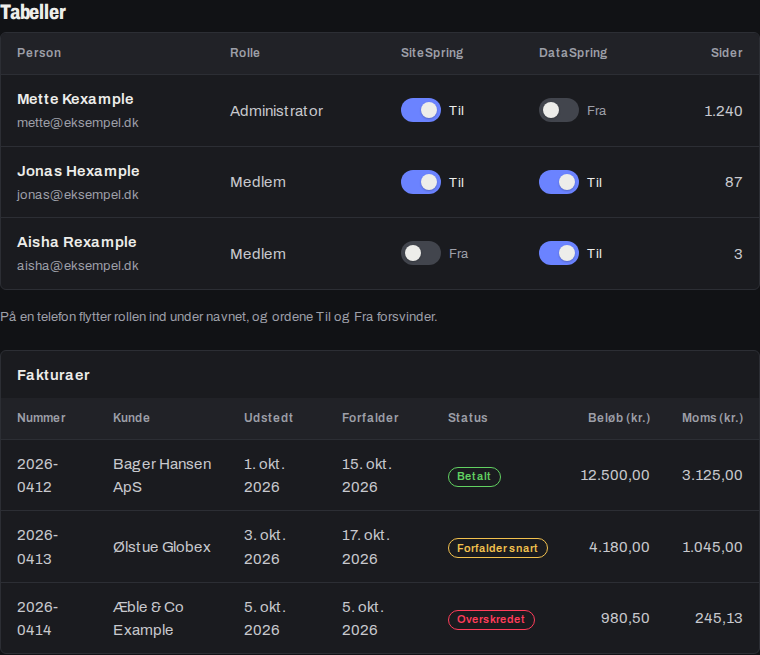 Tabeller
Person Rolle SiteSpring DataSpring Sider
Mette Kexample
mette@eksempel.dk
Administrator Til Fra 1.240
Jonas Hexample
jonas@eksempel.dk
Medlem Til Til 87
Aisha Rexample
aisha@eksempel.dk
Medlem Fra Til 3
På en telefon flytter rollen ind under navnet, og ordene Til og Fra forsvinder.
Fakturaer
Nummer Kunde Udstedt Forfalder Status Beløb (kr.) Moms (kr.)
2026-0412 Bager Hansen ApS 1. okt. 2026 15. okt. 2026 Betalt 12.500,00 3.125,00
2026-0413 Ølstue Globex 3. okt. 2026 17. okt. 2026 Forfalder snart 4.180,00 1.045,00
2026-0414 Æble & Co Example 5. okt. 2026 5. okt. 2026 Overskredet 980,50 245,13